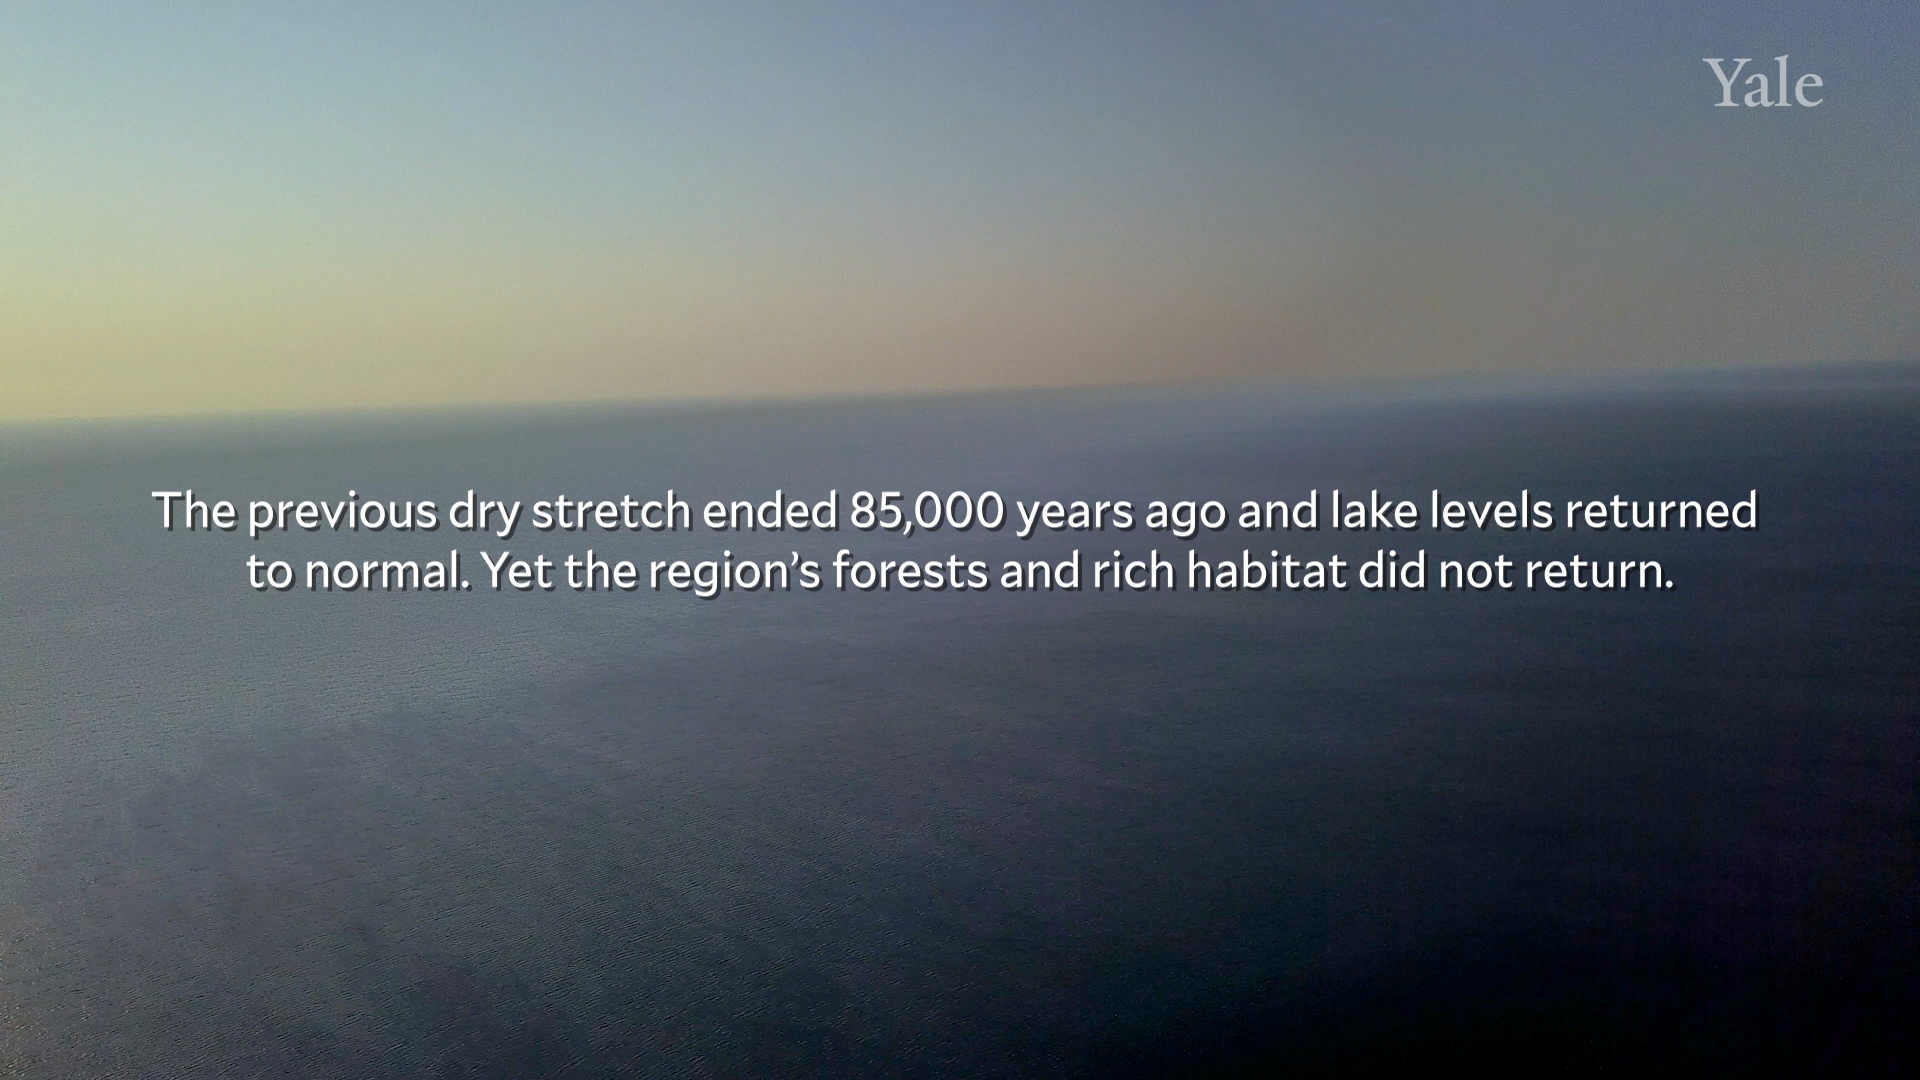 Yale
The previous dry stretch ended 85,000 years ago and lake levels returned
to normal. Yet the region’s forests and rich habitat did not return.